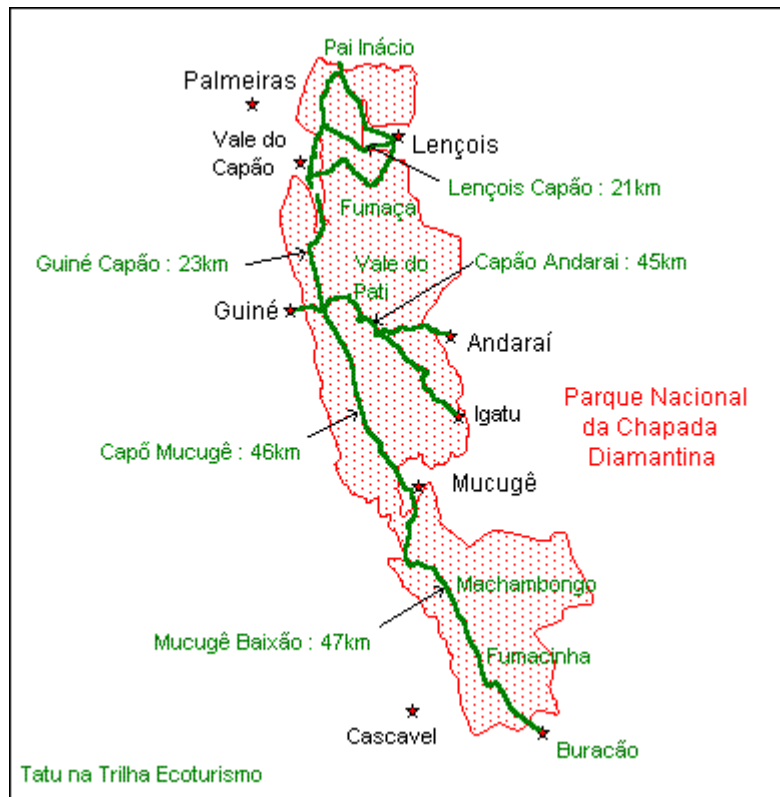 Pai Inácio
Palmeiras
Vale do
Capão
Lençois
Lençois Capão : 21km
Fumaça
Guiné Capão : 23km
Vale do
Pati
Capão Andarai : 45km
Guiné
Andaraí
Parque Nacional
da Chapada
Diamantina
Igatu
Capő Mucugê : 46km
Mucugê
Machambongo
Mucugê Baixão : 47km
Fumacinha
Cascavel
Buracão
Tatu na Trilha Ecoturismo